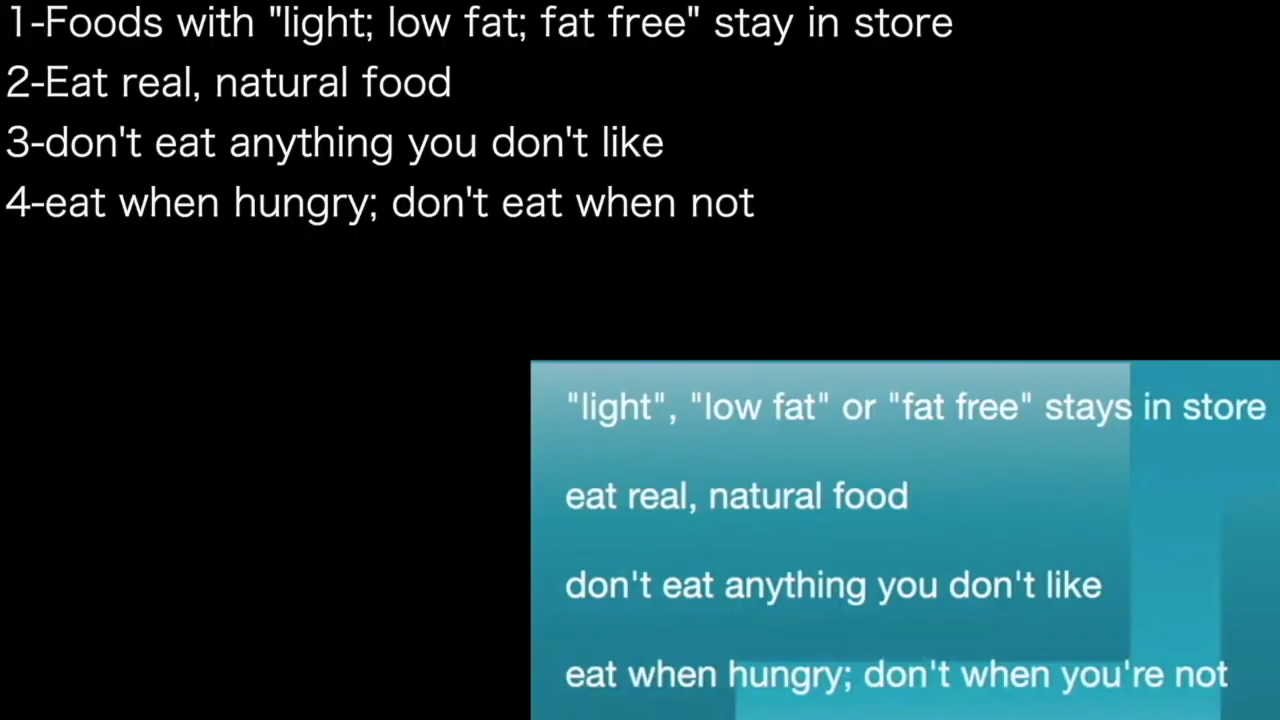 1-Foods with "light; low fat; fat free" stay in store
2-Eat real, natural food
3-don't eat anything you don't like
4-eat when hungry; don't eat when not
"light", "low fat" or "fat free" stays in store
eat real, natural food
don't eat anything you don't like
eat when hungry; don't when you're not